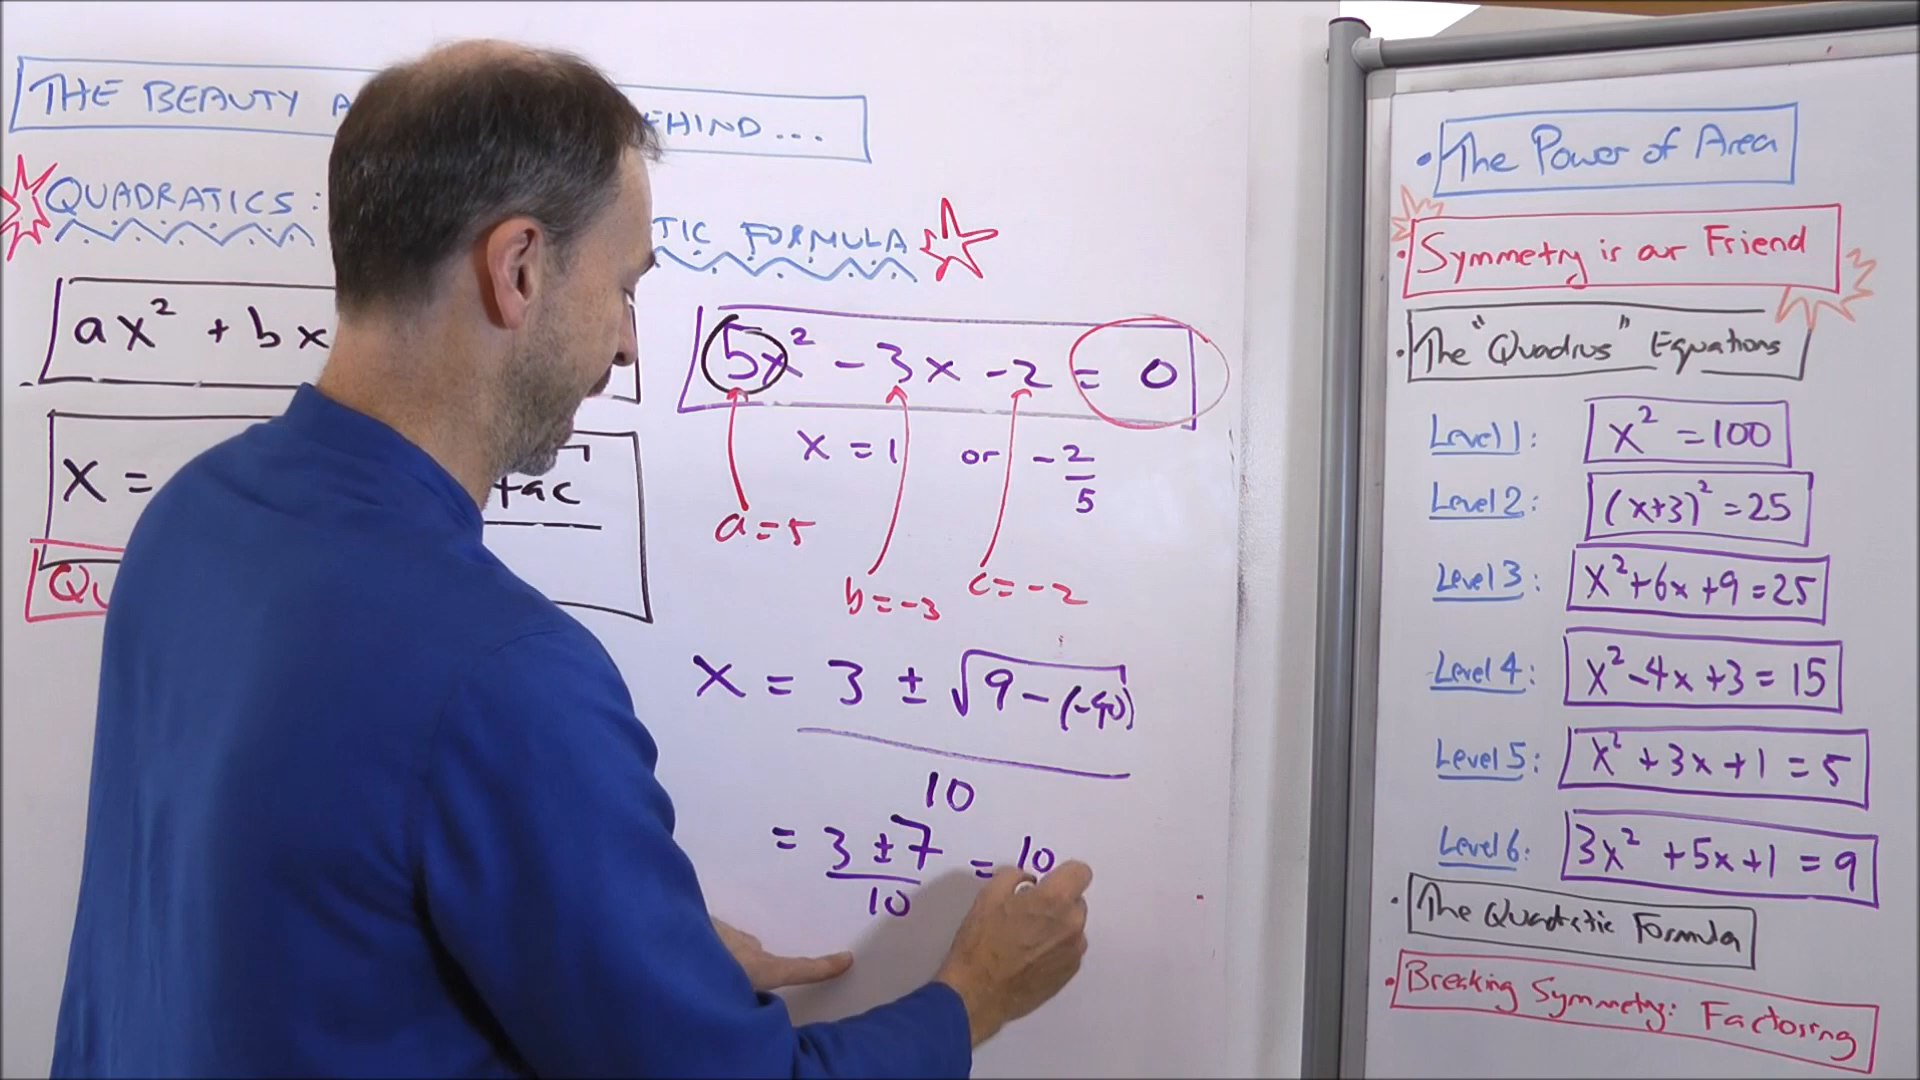 THE BEAUTY A EHIND...
QUADRATICS: TIC FORMULA
ax² + bx
x = 4ac
Qu
5x² - 3x - 2 = 0
x = 1 or -2/5
a = 5
b = -3
c = -2
x = 3 ± √9 - (-40)
10
= 3 ± 7 = 10
10
• The Power of Area
• Symmetry is our Friend
• The "Quadrus" Equations
Level 1: x² = 100
Level 2: (x+3)² = 25
Level 3: x² + 6x + 9 = 25
Level 4: x² - 4x + 3 = 15
Level 5: x² + 3x + 1 = 5
Level 6: 3x² + 5x + 1 = 9
• The Quadratic Formula
• Breaking Symmetry: Factoring